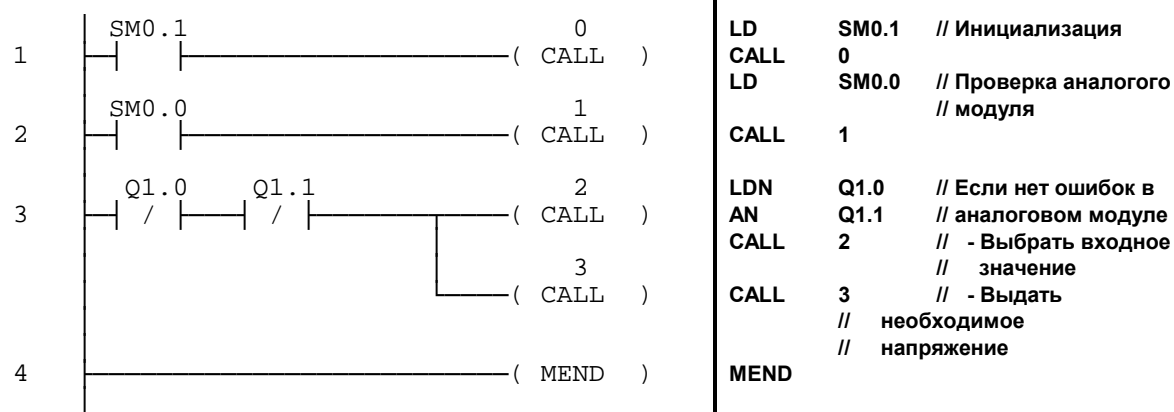 SM0.1 0
1 ( CALL )
SM0.0 1
2 ( CALL )
Q1.0 Q1.1 2
3 / / ( CALL )
3
( CALL )
4 ( MEND )
LD SM0.1 // Инициализация
CALL 0
LD SM0.0 // Проверка аналогого
// модуля
CALL 1
LDN Q1.0 // Если нет ошибок в
AN Q1.1 // аналоговом модуле
CALL 2 // - Выбрать входное
// значение
CALL 3 // - Выдать
// необходимое
// напряжение
MEND